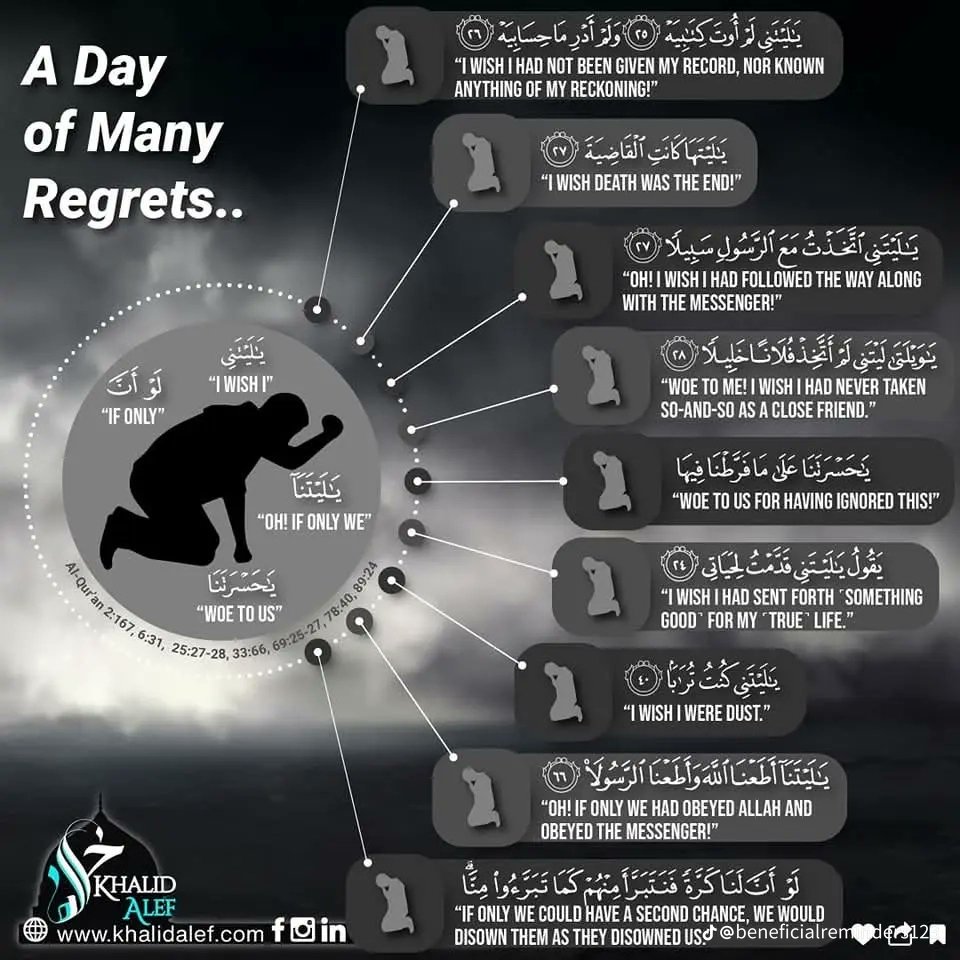 A Day
of Many
Regrets..
يَٰلَيْتَنِى لَمْ أُوتَ كِتَٰبِيَهْ ٢٥ وَلَمْ أَدْرِ مَا حِسَابِيَهْ ٢٦
“I WISH I HAD NOT BEEN GIVEN MY RECORD, NOR KNOWN
ANYTHING OF MY RECKONING!”
يَٰلَيْتَهَا كَانَتِ ٱلْقَاضِيَةَ ٢٧
“I WISH DEATH WAS THE END!”
يَٰلَيْتَنِى ٱتَّخَذْتُ مَعَ ٱلرَّسُولِ سَبِيلًا ٢٧
“OH! I WISH I HAD FOLLOWED THE WAY ALONG
WITH THE MESSENGER!”
يَٰوَيْلَتَىٰ لَيْتَنِى لَمْ أَتَّخِذْ فُلَانًا خَلِيلًا ٢٨
“WOE TO ME! I WISH I HAD NEVER TAKEN
SO-AND-SO AS A CLOSE FRIEND.”
يَٰحَسْرَتَنَا عَلَىٰ مَا فَرَّطْنَا فِيهَا
“WOE TO US FOR HAVING IGNORED THIS!”
يَقُولُ يَٰلَيْتَنِى قَدَّمْتُ لِحَيَاتِى ٢٤
“I WISH I HAD SENT FORTH ˹SOMETHING
GOOD˺ FOR MY ˹TRUE˺ LIFE.”
يَٰلَيْتَنِى كُنتُ تُرَٰبًۢا ٤٠
“I WISH I WERE DUST.”
يَٰلَيْتَنَآ أَطَعْنَا ٱللَّهَ وَأَطَعْنَا ٱلرَّسُولَا۠ ٦٦
“OH! IF ONLY WE HAD OBEYED ALLAH AND
OBEYED THE MESSENGER!”
لَوْ أَنَّ لَنَا كَرَّةً فَنَتَبَرَّأَ مِنْهُمْ كَمَا تَبَرَّءُوا۟ مِنَّا ۗ
“IF ONLY WE COULD HAVE A SECOND CHANCE, WE WOULD
DISOWN THEM AS THEY DISOWNED US.”
يَٰلَيْتَنِى
“I WISH I”
لَوْ أَنَّ
“IF ONLY”
يَٰلَيْتَنَآ
“OH! IF ONLY WE”
يَٰحَسْرَتَنَا
“WOE TO US”
Al-Qur'an 2:167, 6:31, 25:27-28, 33:66, 69:25-27, 78:40, 89:24
KHALID
ALEF
www.khalidalef.com